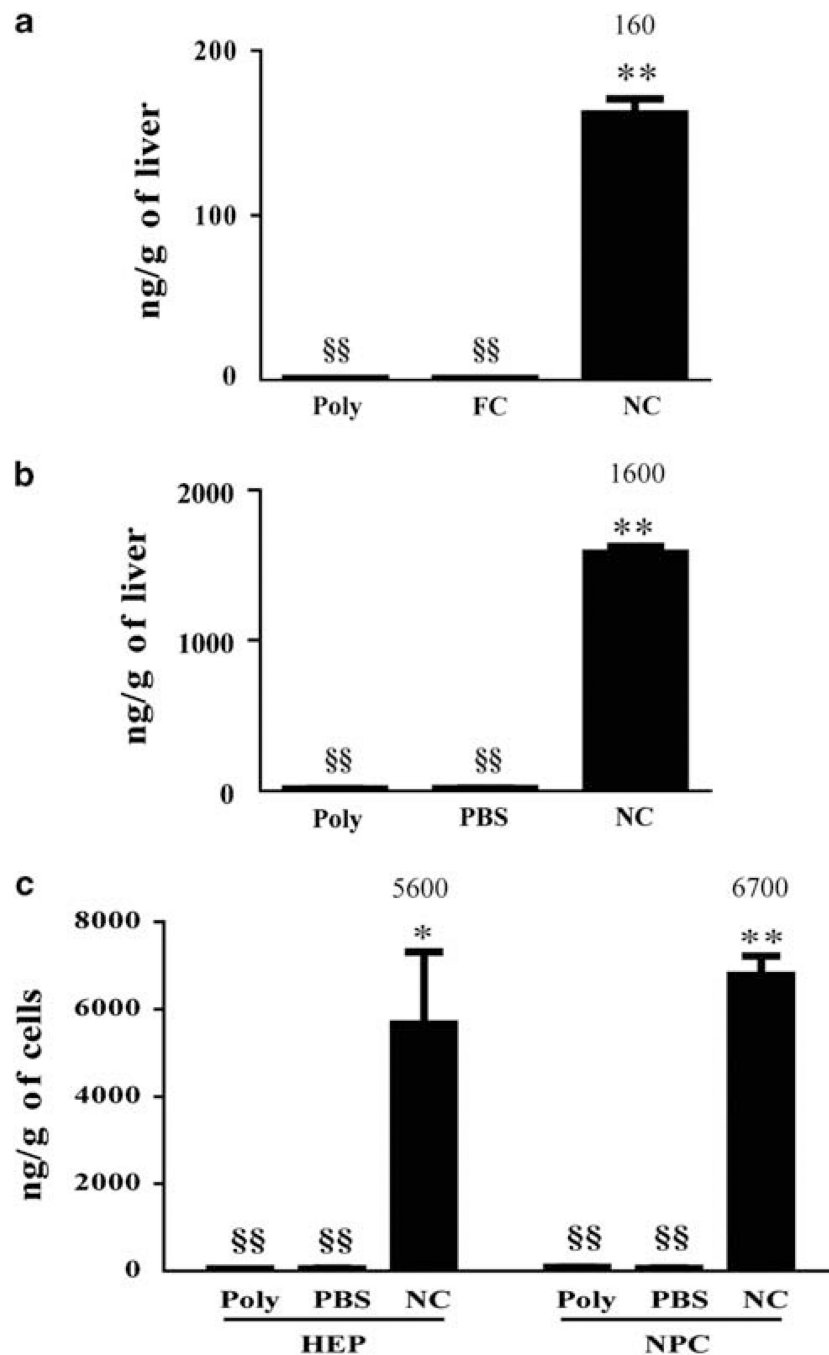 a
160
200
**
ng/g of liver
100
§§ §§
0
Poly FC NC
b
1600
2000
**
ng/g of liver
1000
§§ §§
0
Poly PBS NC
c
5600 6700
8000
* **
6000
ng/g of cells
4000
2000
§§ §§ §§ §§
0
Poly PBS NC Poly PBS NC
HEP NPC